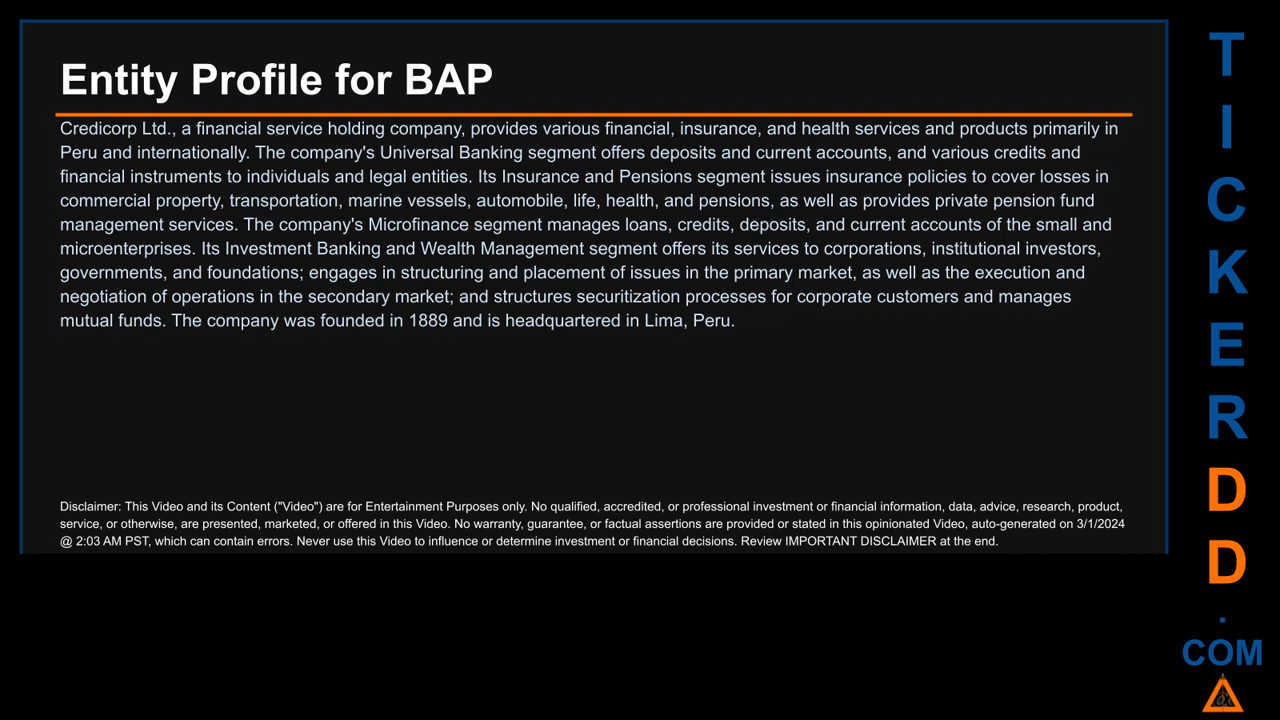 Entity Profile for BAP
Credicorp Ltd., a financial service holding company, provides various financial, insurance, and health services and products primarily in
Peru and internationally. The company's Universal Banking segment offers deposits and current accounts, and various credits and
financial instruments to individuals and legal entities. Its Insurance and Pensions segment issues insurance policies to cover losses in
commercial property, transportation, marine vessels, automobile, life, health, and pensions, as well as provides private pension fund
management services. The company's Microfinance segment manages loans, credits, deposits, and current accounts of the small and
microenterprises. Its Investment Banking and Wealth Management segment offers its services to corporations, institutional investors,
governments, and foundations; engages in structuring and placement of issues in the primary market, as well as the execution and
negotiation of operations in the secondary market; and structures securitization processes for corporate customers and manages
mutual funds. The company was founded in 1889 and is headquartered in Lima, Peru.
Disclaimer: This Video and its Content ("Video") are for Entertainment Purposes only. No qualified, accredited, or professional investment or financial information, data, advice, research, product,
service, or otherwise, are presented, marketed, or offered in this Video. No warranty, guarantee, or factual assertions are provided or stated in this opinionated Video, auto-generated on 3/1/2024
@ 2:03 AM PST, which can contain errors. Never use this Video to influence or determine investment or financial decisions. Review IMPORTANT DISCLAIMER at the end.
T
I
C
K
E
R
D
D
.
COM